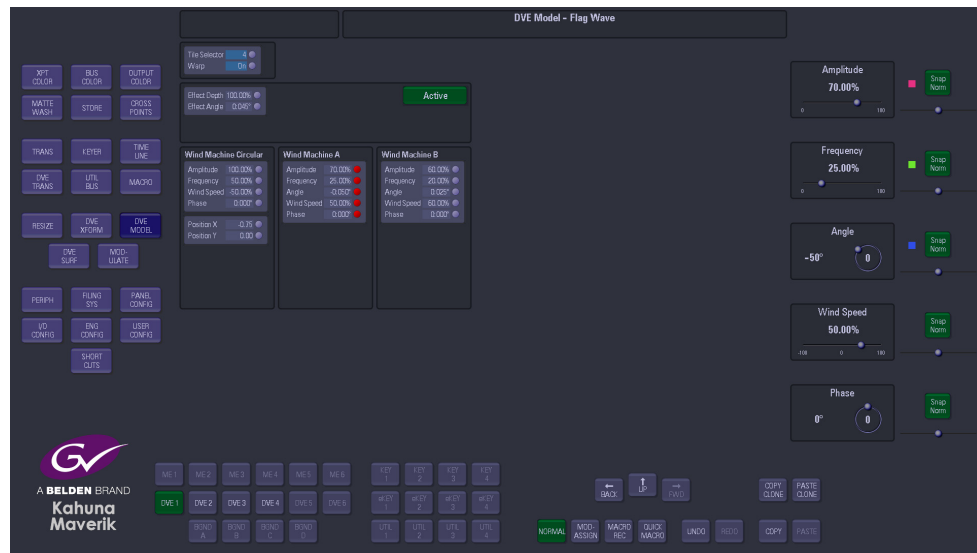 DVE Model - Flag Wave
Tile Selector 4
Warp On
Effect Depth 100.00%
Effect Angle 0:045°
Active
XPT COLOR
BUS COLOR
OUTPUT COLOR
MATTE WASH
STORE
CROSS POINTS
TRANS
KEYER
TIME LINE
DVE TRANS
UTIL BUS
MACRO
RESIZE
DVE XFORM
DVE MODEL
DVE SURF
MOD- ULATE
PERIPH
FILING SYS
PANEL CONFIG
I/O CONFIG
ENG CONFIG
USER CONFIG
SHORT CUTS
Wind Machine Circular
Amplitude 100.00%
Frequency 50.00%
Wind Speed -50.00%
Phase 0:000°
Position X -0.75
Position Y 0.00
Wind Machine A
Amplitude 70.00%
Frequency 25.00%
Angle -0:050°
Wind Speed 50.00%
Phase 0:000°
Wind Machine B
Amplitude 60.00%
Frequency 20.00%
Angle 0:025°
Wind Speed 60.00%
Phase 0:000°
Amplitude
70.00%
0 100
Snap Norm
Frequency
25.00%
0 100
Snap Norm
Angle
-50° 0
Snap Norm
Wind Speed
50.00%
-100 0 100
Snap Norm
Phase
0° 0
Snap Norm
GV
A BELDEN BRAND
Kahuna
Maverik
ME 1 ME 2 ME 3 ME 4 ME 5 ME 6
DVE 1 DVE 2 DVE 3 DVE 4 DVE 5 DVE 6
BGND A BGND B BGND C BGND D
KEY 1 KEY 2 KEY 3 KEY 4
eKEY 1 eKEY 2 eKEY 3 eKEY 4
UTIL 1 UTIL 2 UTIL 3 UTIL 4
← BACK ↑ UP → FWD
COPY CLONE PASTE CLONE
NORMAL MOD- ASSIGN MACRO REC QUICK MACRO UNDO REDO COPY PASTE